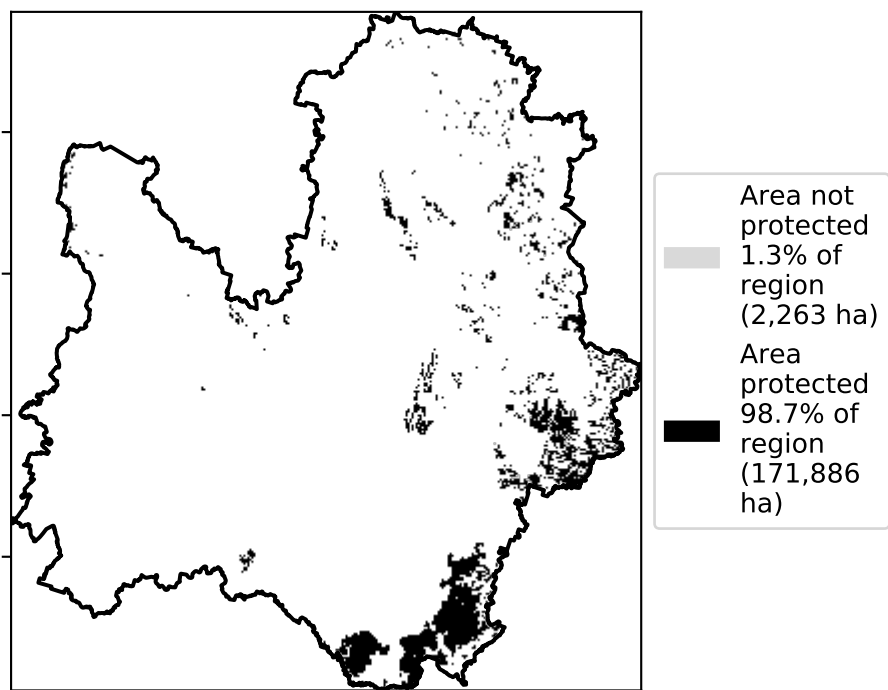 Area not
protected
1.3% of
region
(2,263 ha)
Area
protected
98.7% of
region
(171,886
ha)